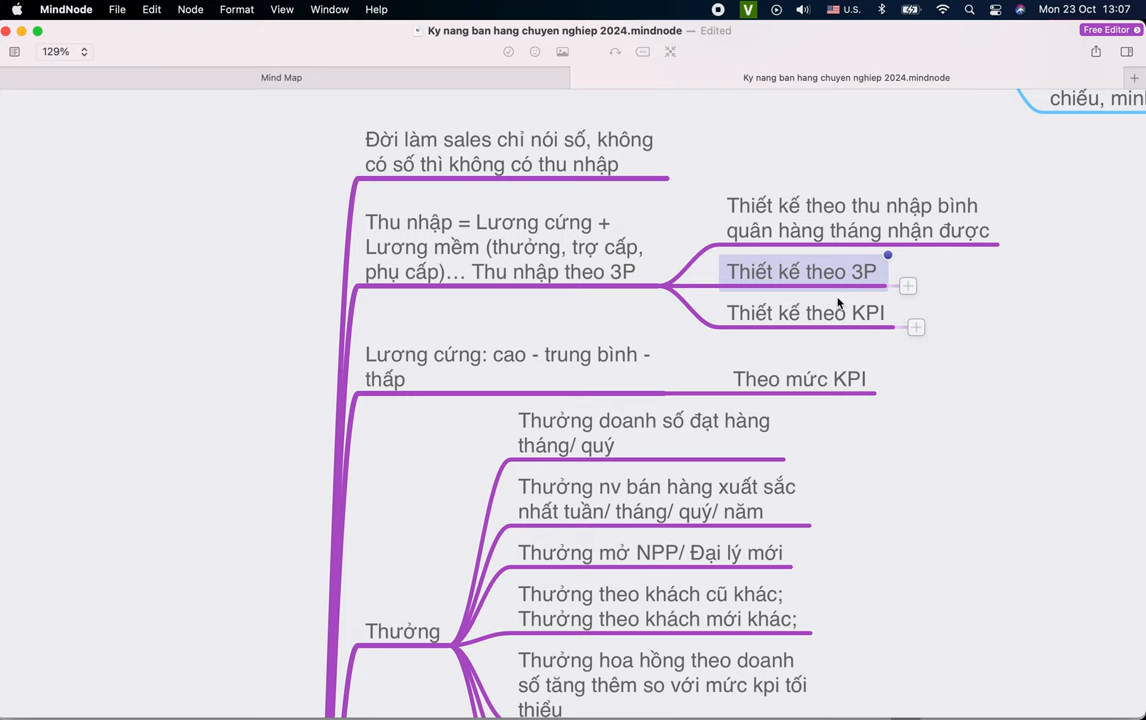 MindNode File Edit Node Format View Window Help
V
U.S.
Mon 23 Oct 13:07
Ky nang ban hang chuyen nghiep 2024.mindnode — Edited
Free Editor
129%
Mind Map
Ky nang ban hang chuyen nghiep 2024.mindnode
chiếu, minl
Đời làm sales chỉ nói số, không
có số thì không có thu nhập
Thu nhập = Lương cứng +
Lương mềm (thưởng, trợ cấp,
phụ cấp)... Thu nhập theo 3P
Thiết kế theo thu nhập bình
quân hàng tháng nhận được
Thiết kế theo 3P
Thiết kế theo KPI
Lương cứng: cao - trung bình -
thấp
Theo mức KPI
Thưởng
Thưởng doanh số đạt hàng
tháng/ quý
Thưởng nv bán hàng xuất sắc
nhất tuần/ tháng/ quý/ năm
Thưởng mở NPP/ Đại lý mới
Thưởng theo khách cũ khác;
Thưởng theo khách mới khác;
Thưởng hoa hồng theo doanh
số tăng thêm so với mức kpi tối
thiểu